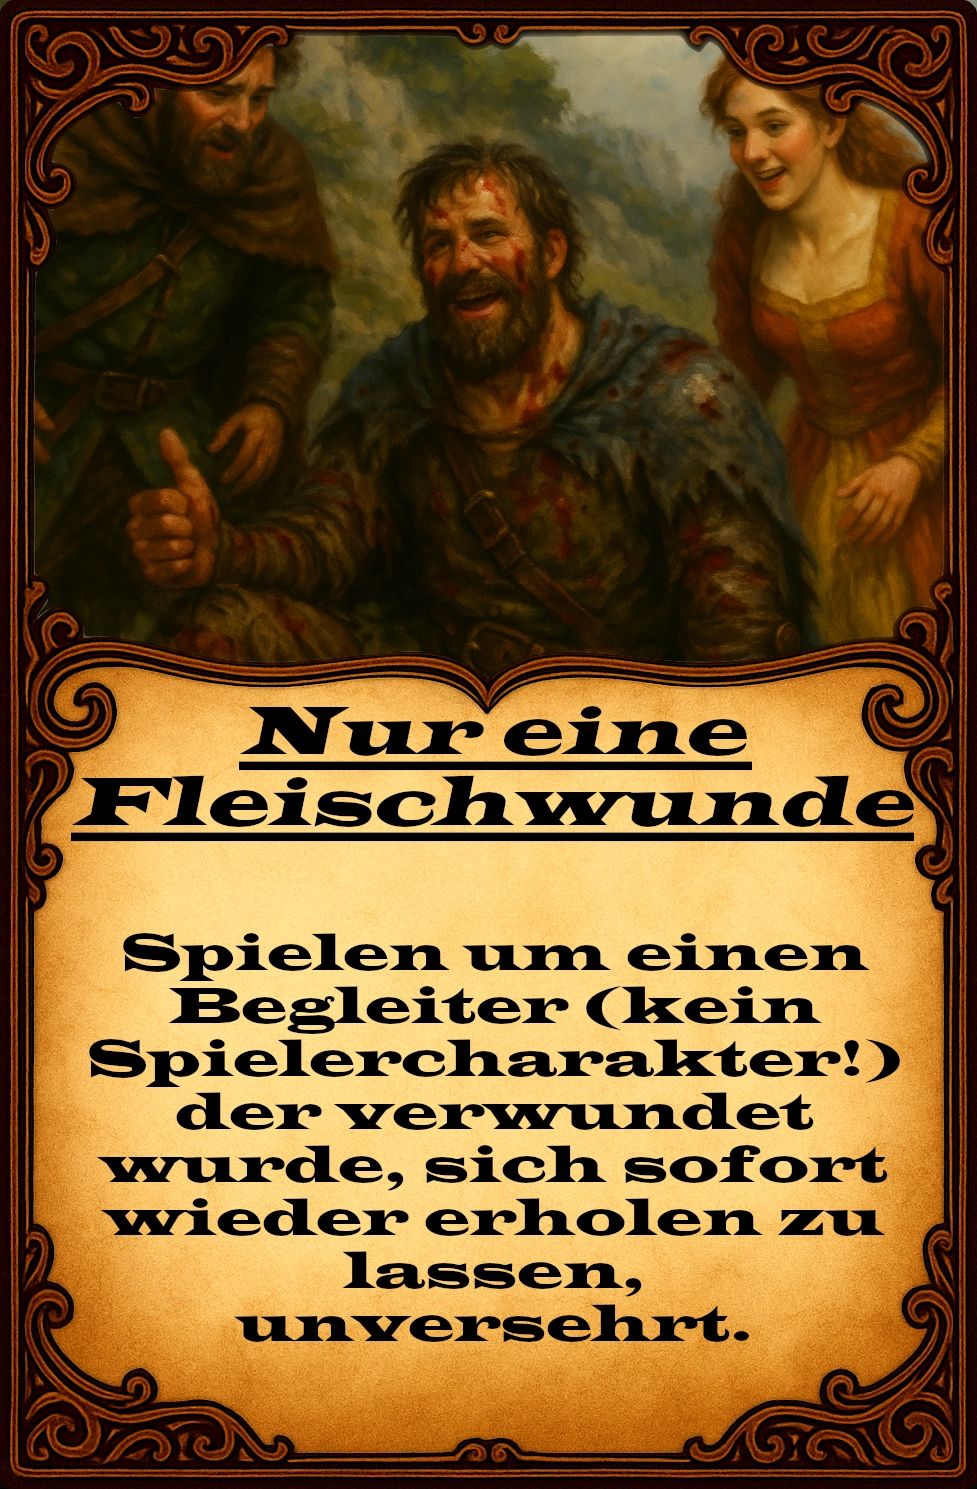 Nur eine
Fleischwunde
Spielen um einen
Begleiter (kein
Spielercharakter!)
der verwundet
wurde, sich sofort
wieder erholen zu
lassen,
unversehrt.